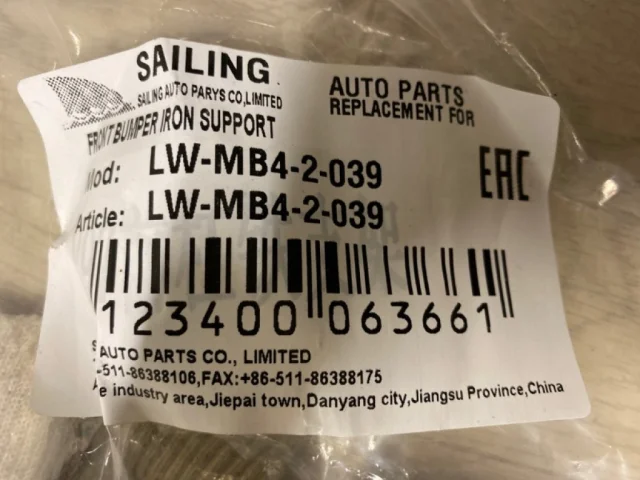 SAILING
SAILING AUTO PARYS CO,LIMITED
AUTO PARTS
REPLACEMENT FOR
FRONT BUMPER IRON SUPPORT
Mod: LW-MB4-2-039
Article: LW-MB4-2-039
EAC
123400 063661
AUTO PARTS CO., LIMITED
-511-86388106,FAX:+86-511-86388175
e industry area,Jiepai town,Danyang city,Jiangsu Province,China